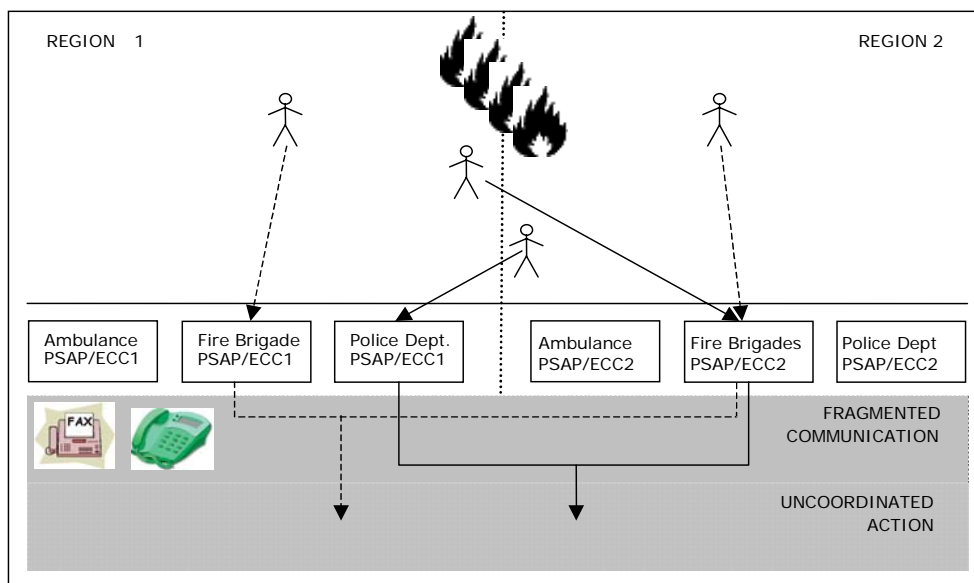 REGION 1
REGION 2
Ambulance
PSAP/ECC1
Fire Brigade
PSAP/ECC1
Police Dept.
PSAP/ECC1
Ambulance
PSAP/ECC2
Fire Brigades
PSAP/ECC2
Police Dept
PSAP/ECC2
FAX
FRAGMENTED
COMMUNICATION
UNCOORDINATED
ACTION